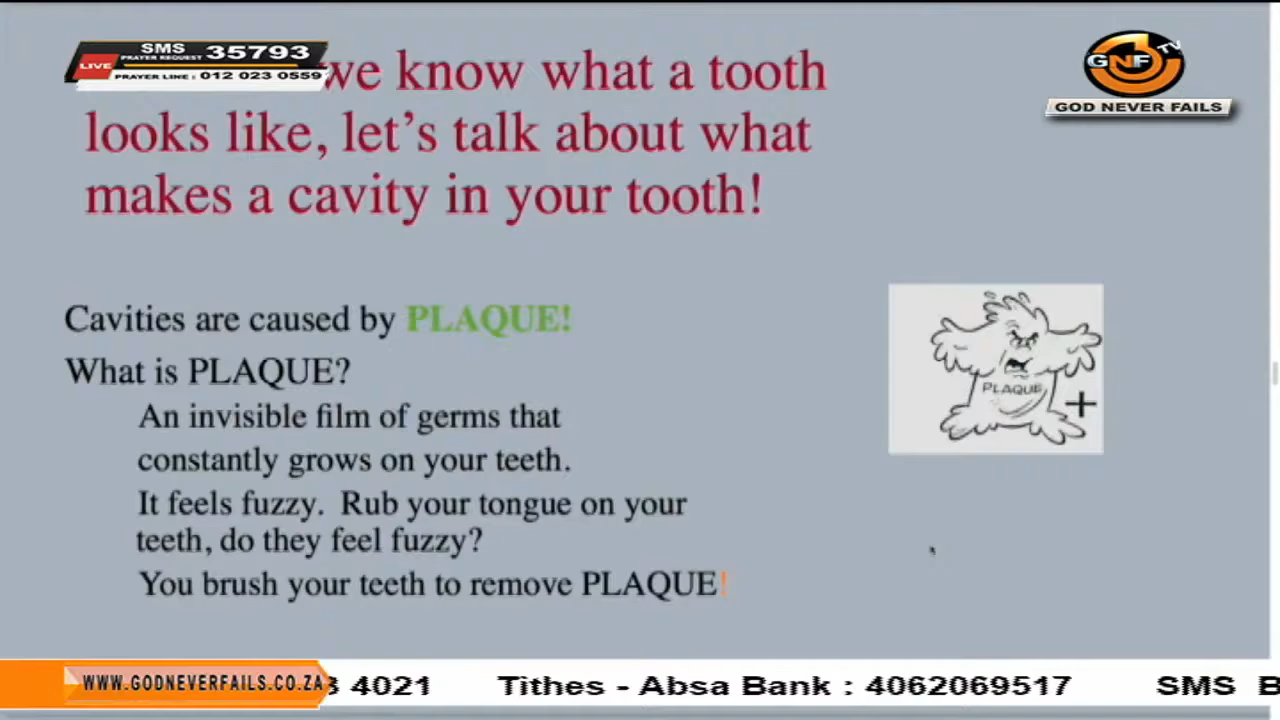 SMS
PRAYER REQUEST 35793
LIVE
PRAYER LINE : 012 023 0559
GNF TV
GOD NEVER FAILS
we know what a tooth
looks like, let's talk about what
makes a cavity in your tooth!
Cavities are caused by PLAQUE!
What is PLAQUE?
An invisible film of germs that
constantly grows on your teeth.
It feels fuzzy. Rub your tongue on your
teeth, do they feel fuzzy?
You brush your teeth to remove PLAQUE!
PLAQUE
+
WWW.GODNEVERFAILS.CO.ZA 4021 Tithes - Absa Bank : 4062069517 SMS